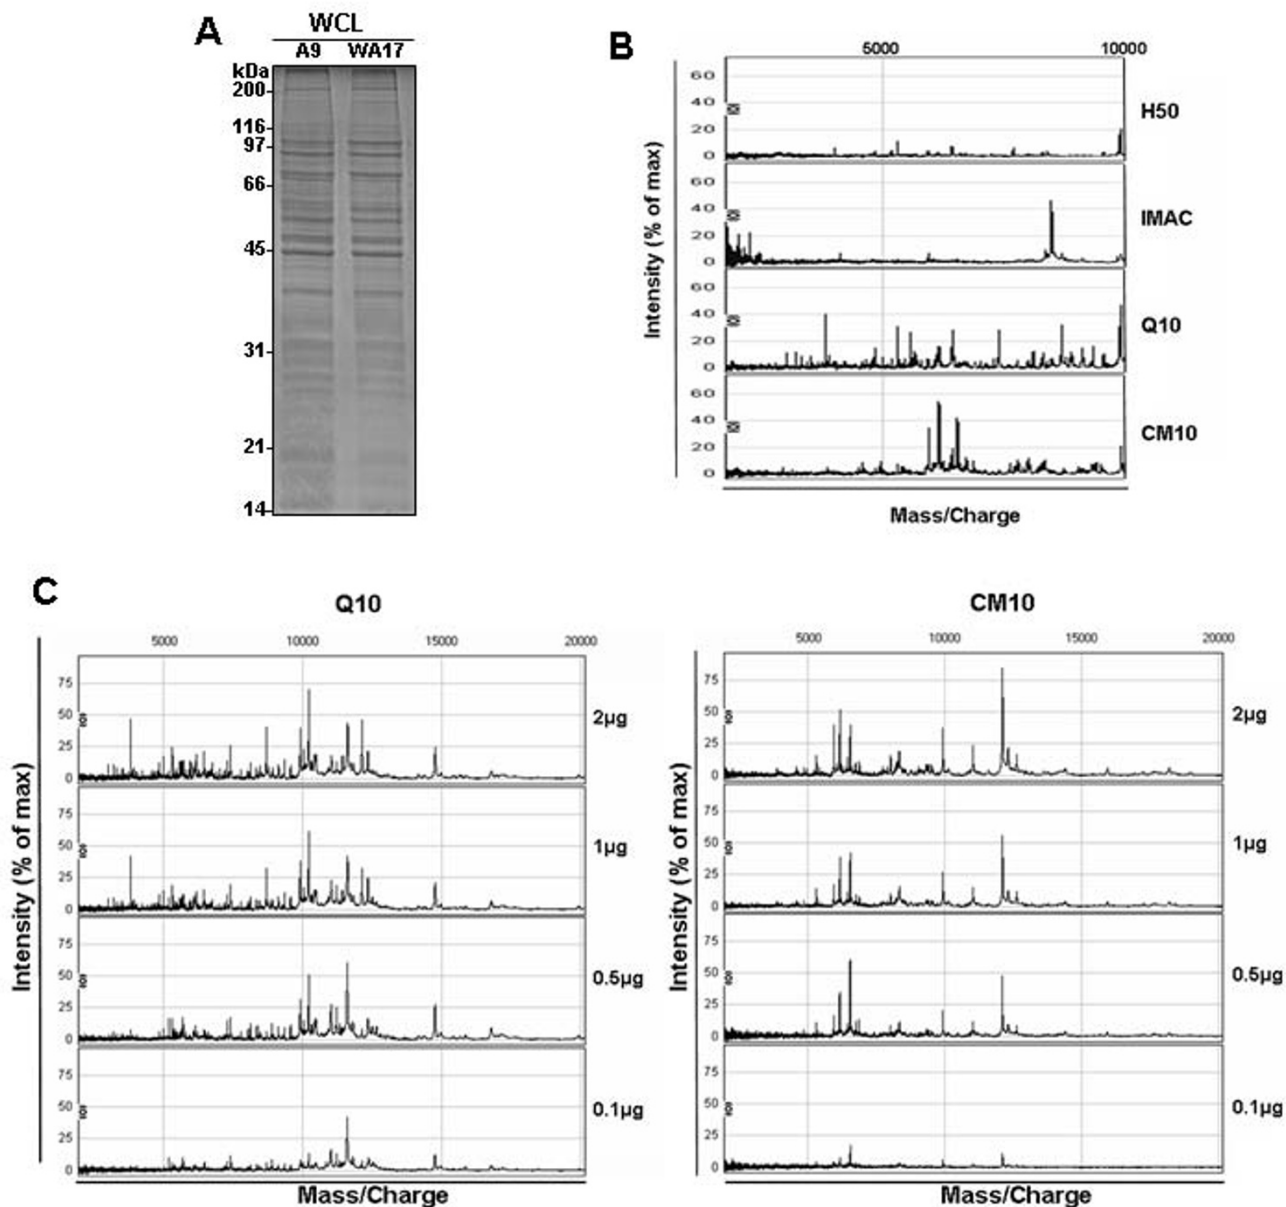 A
WCL
A9 WA17
kDa
200
116
97
66
45
31
21
14
B
5000 10000
60
40
20
0
H50
60
40
20
0
IMAC
60
40
20
0
Q10
60
40
20
0
CM10
Intensity (% of max)
Mass/Charge
C
Q10
5000 10000 15000 20000
75
50
25
0
2µg
75
50
25
0
1µg
75
50
25
0
0.5µg
75
50
25
0
0.1µg
Intensity (% of max)
Mass/Charge
CM10
5000 10000 15000 20000
75
50
25
0
2µg
75
50
25
0
1µg
75
50
25
0
0.5µg
75
50
25
0
0.1µg
Intensity (% of max)
Mass/Charge